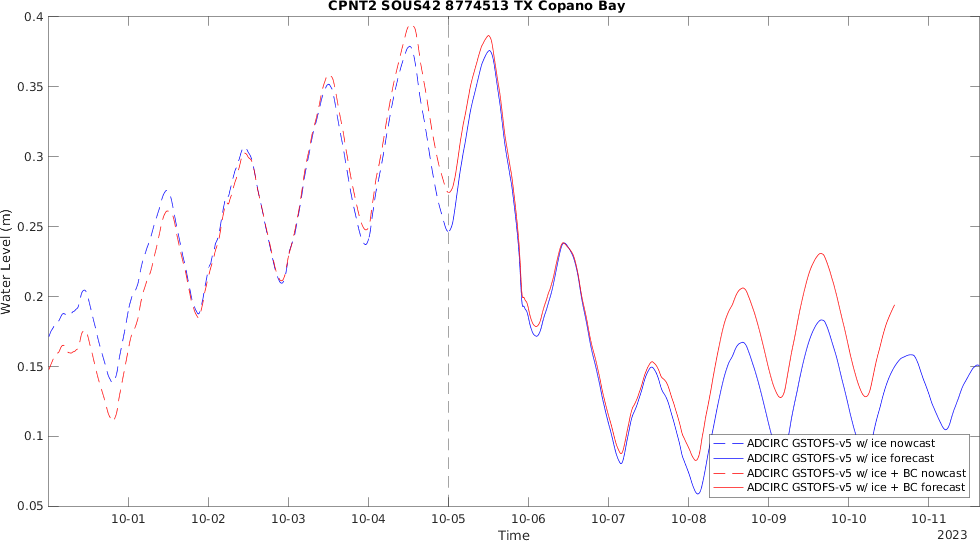 CPNT2 SOUS42 8774513 TX Copano Bay
0.4
0.35
0.3
0.25
0.2
0.15
0.1
0.05
Water Level (m)
ADCIRC GSTOFS-v5 w/ ice nowcast
ADCIRC GSTOFS-v5 w/ ice forecast
ADCIRC GSTOFS-v5 w/ ice + BC nowcast
ADCIRC GSTOFS-v5 w/ ice + BC forecast
10-01 10-02 10-03 10-04 10-05 10-06 10-07 10-08 10-09 10-10 10-11
Time
2023